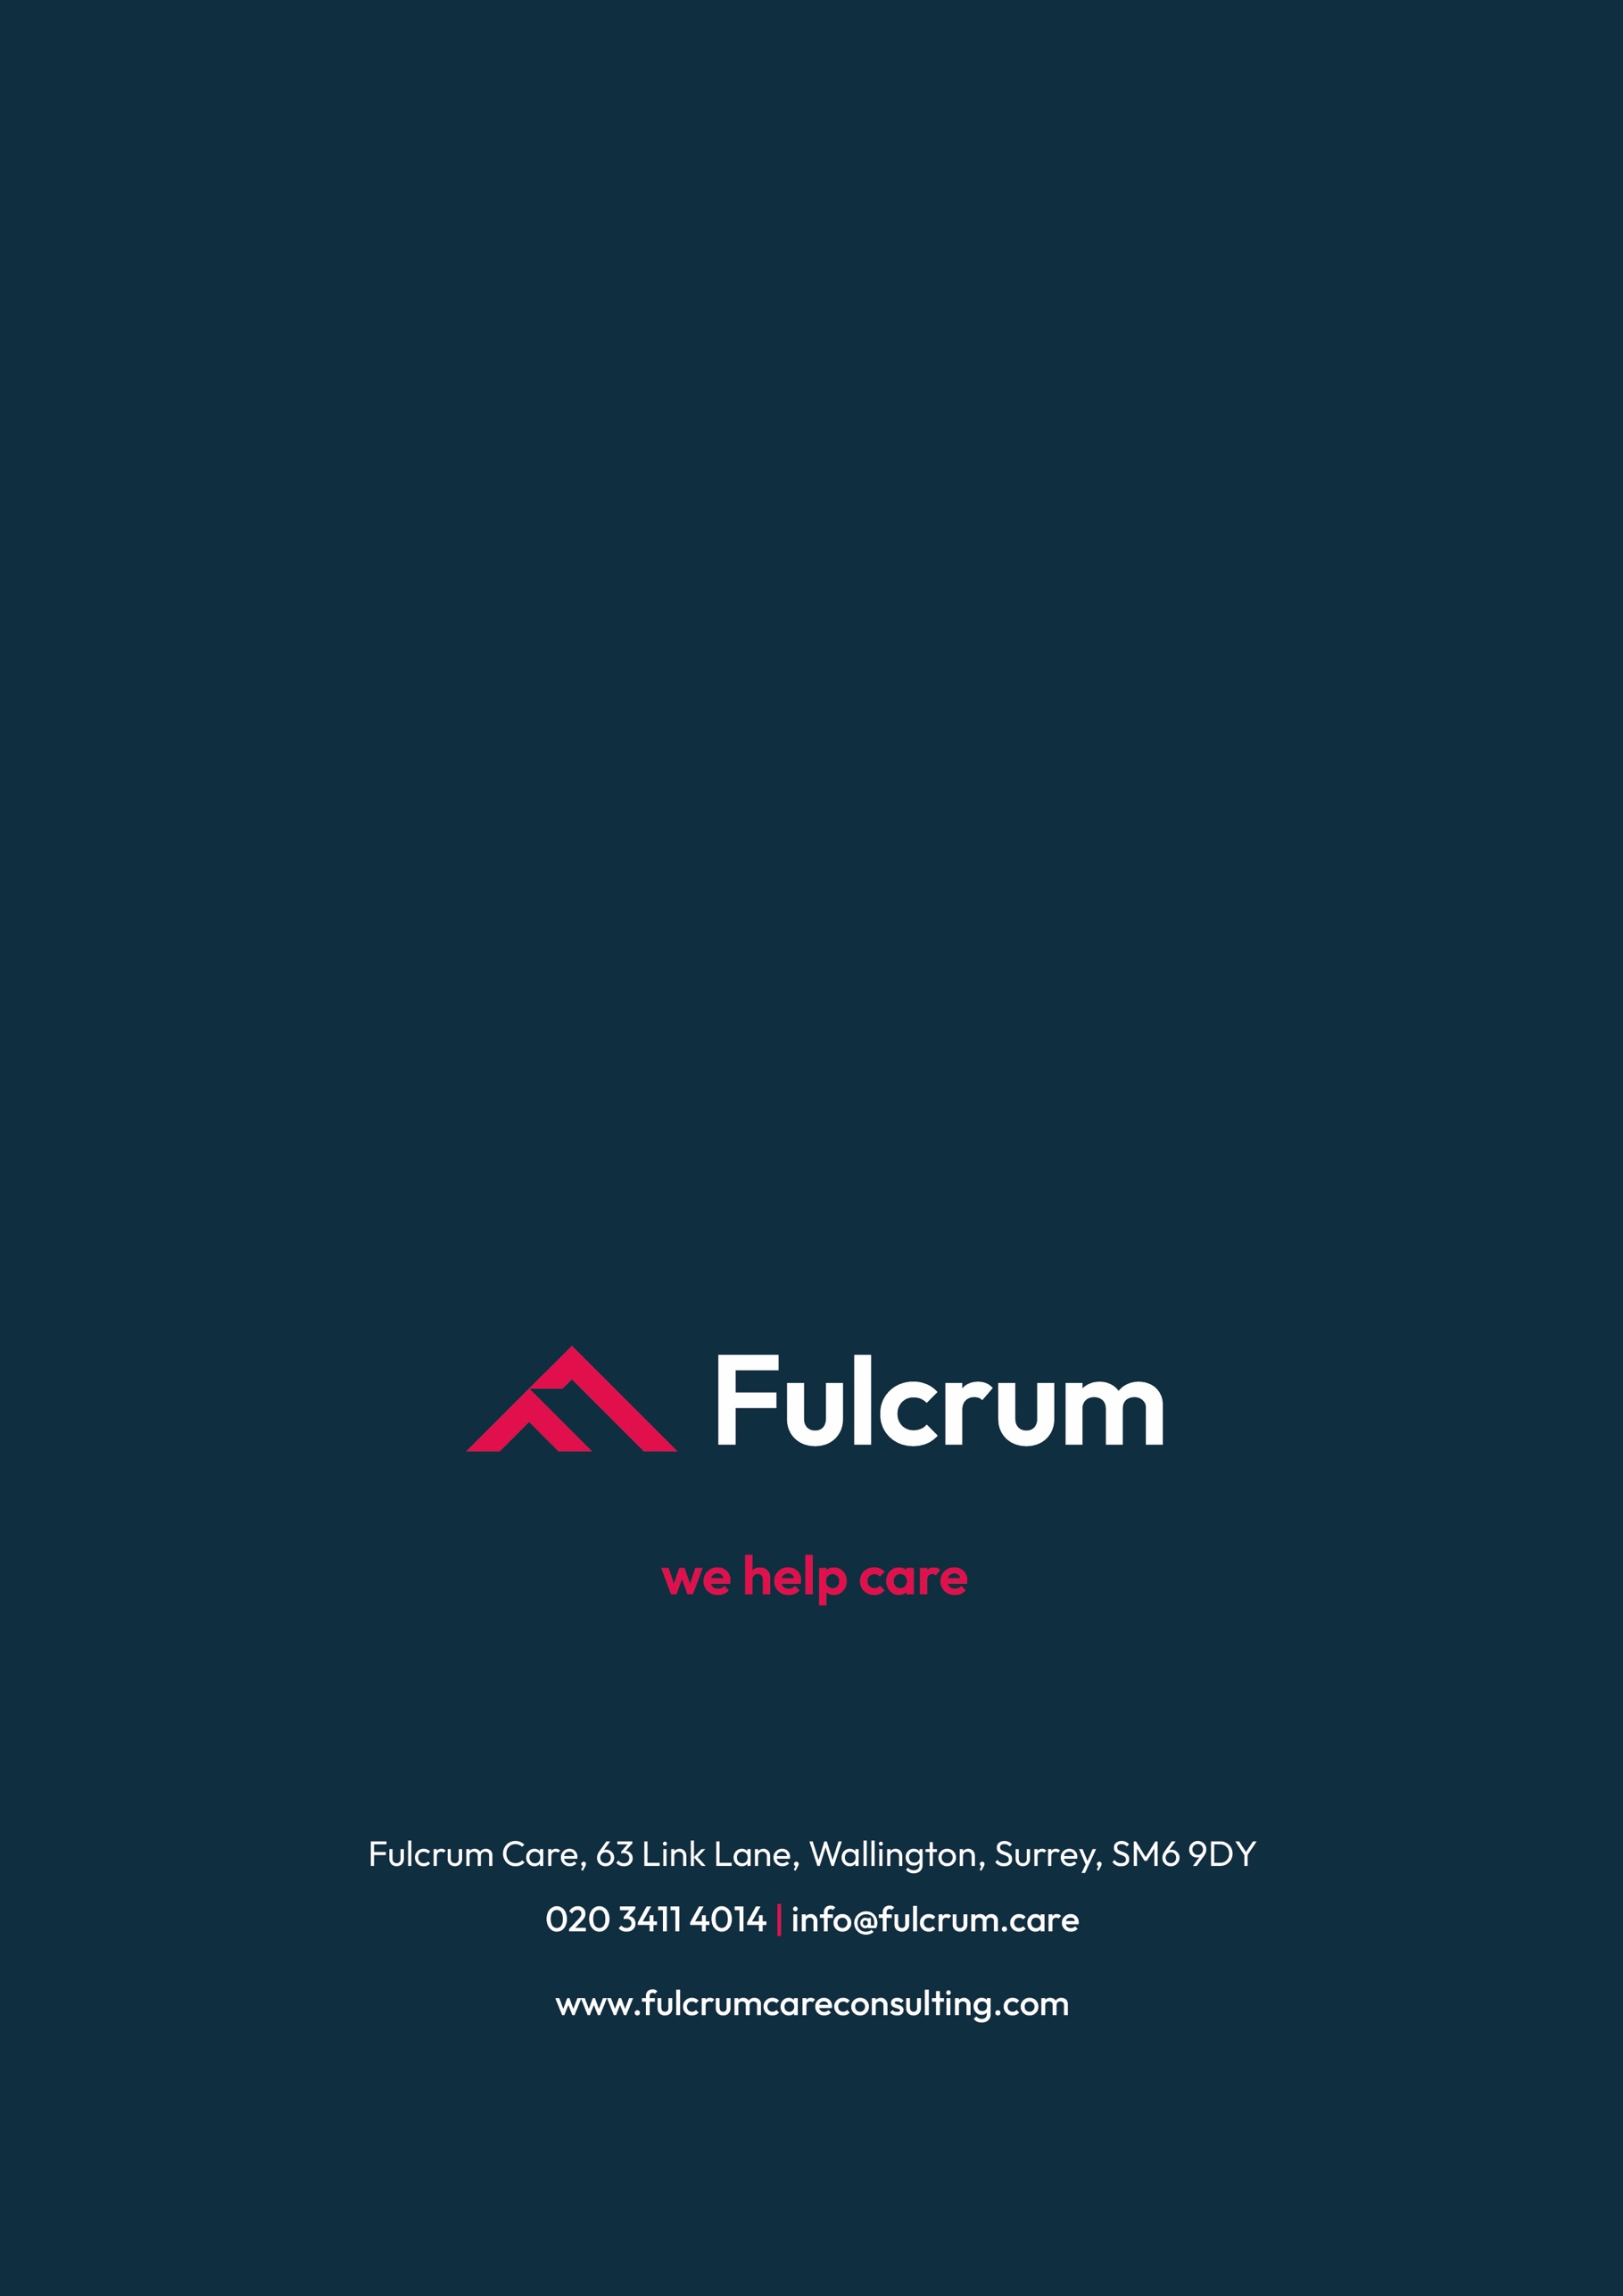 Fulcrum
we help care
Fulcrum Care, 63 Link Lane, Wallington, Surrey, SM6 9DY
020 3411 4014 | info@fulcrum.care
www.fulcrumcareconsulting.com